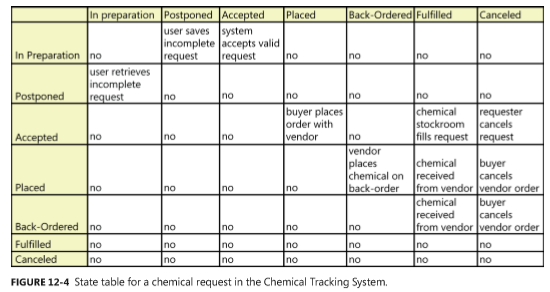 In preparation Postponed Accepted Placed Back-Ordered Fulfilled Canceled
In Preparation no user saves incomplete request system accepts valid request no no no no
Postponed user retrieves incomplete request no no no no no no
Accepted no no no buyer places order with vendor no chemical stockroom fills request requester cancels request
Placed no no no no vendor places chemical on back-order chemical received from vendor buyer cancels vendor order
Back-Ordered no no no no no chemical received from vendor buyer cancels vendor order
Fulfilled no no no no no no no
Canceled no no no no no no no
FIGURE 12-4 State table for a chemical request in the Chemical Tracking System.